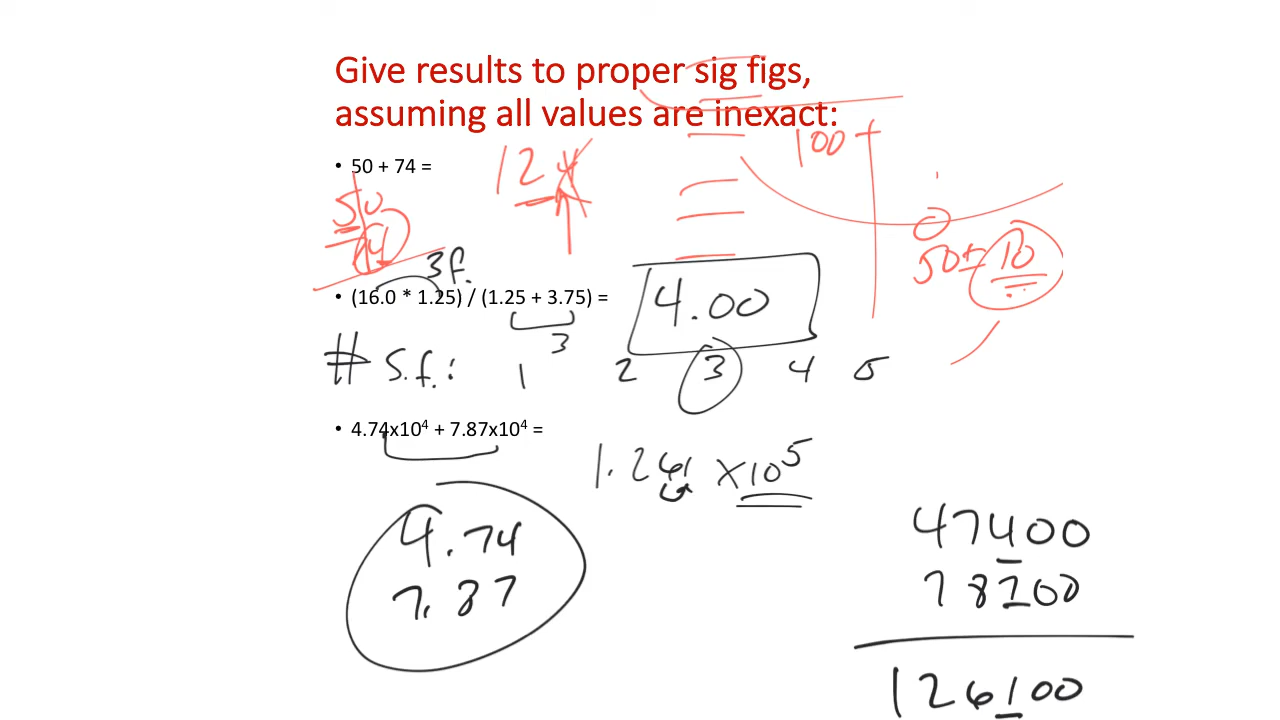 Give results to proper sig figs,
assuming all values are inexact:
• 50 + 74 =
124
100
50
74
50 ± 10
3 f.
• (16.0 * 1.25) / (1.25 + 3.75) =
4.00
3
# S.f.: 1 2 3 4 5
• 4.74x10⁴ + 7.87x10⁴ =
1.261 x10⁵
4.74
7.87
47400
78700
126100